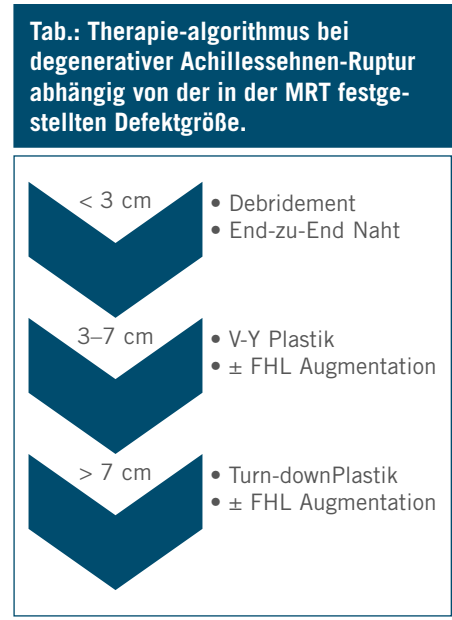 Tab.: Therapie-algorithmus bei
degenerativer Achillessehnen-Ruptur
abhängig von der in der MRT festge-
stellten Defektgröße.
< 3 cm
• Debridement
• End-zu-End Naht
3–7 cm
• V-Y Plastik
• ± FHL Augmentation
> 7 cm
• Turn-downPlastik
• ± FHL Augmentation